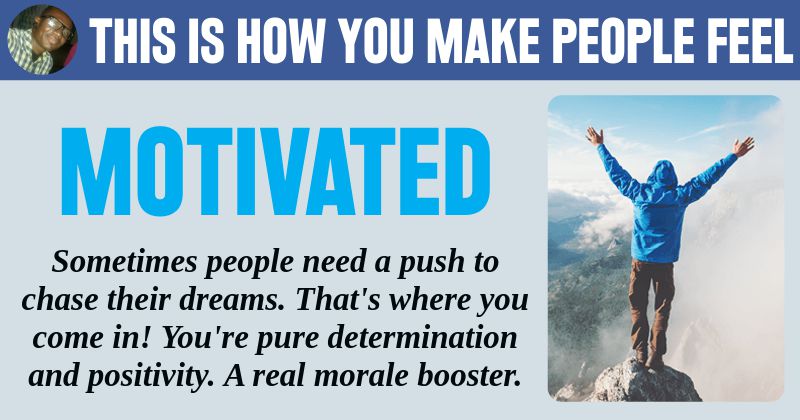 THIS IS HOW YOU MAKE PEOPLE FEEL
MOTIVATED
Sometimes people need a push to
chase their dreams. That's where you
come in! You're pure determination
and positivity. A real morale booster.